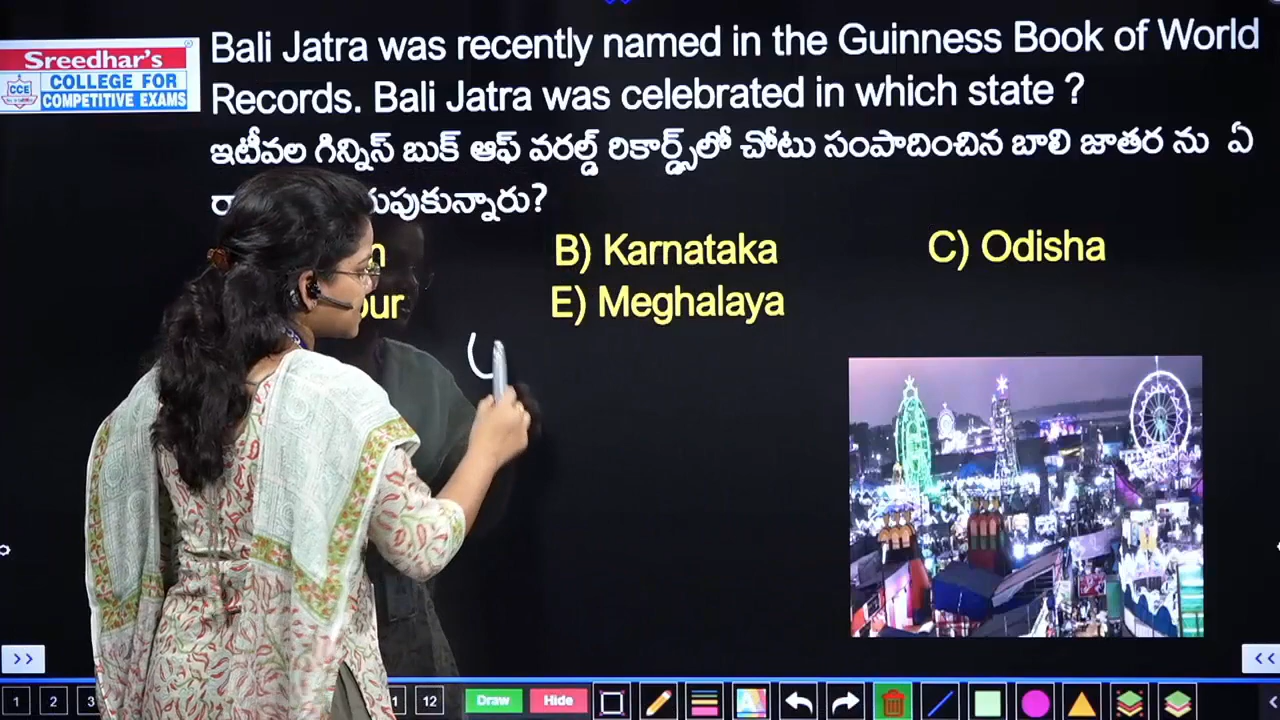 Sreedhar's
CCE
COLLEGE FOR
COMPETITIVE EXAMS
Bali Jatra was recently named in the Guinness Book of World
Records. Bali Jatra was celebrated in which state ?
ఇటీవల గిన్నిస్ బుక్ ఆఫ్ వరల్డ్ రికార్డ్స్‌లో చోటు సంపాదించిన బాలి జాతర ను ఏ
B) Karnataka
C) Odisha
E) Meghalaya
>>
<<
1 2 3 12 Draw Hide